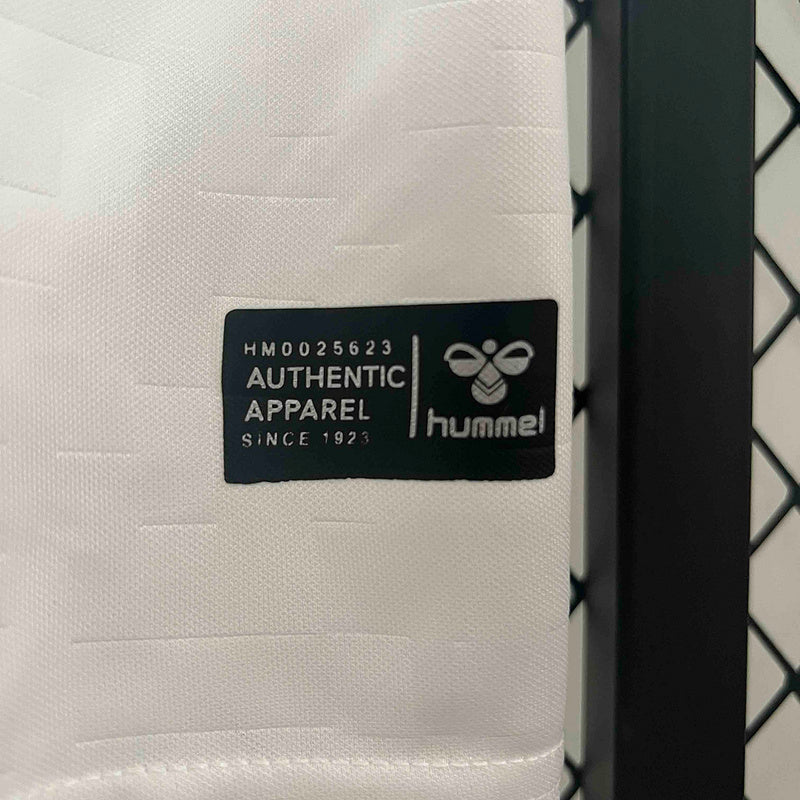 HM0025623
AUTHENTIC
APPAREL
SINCE 1923
hummel